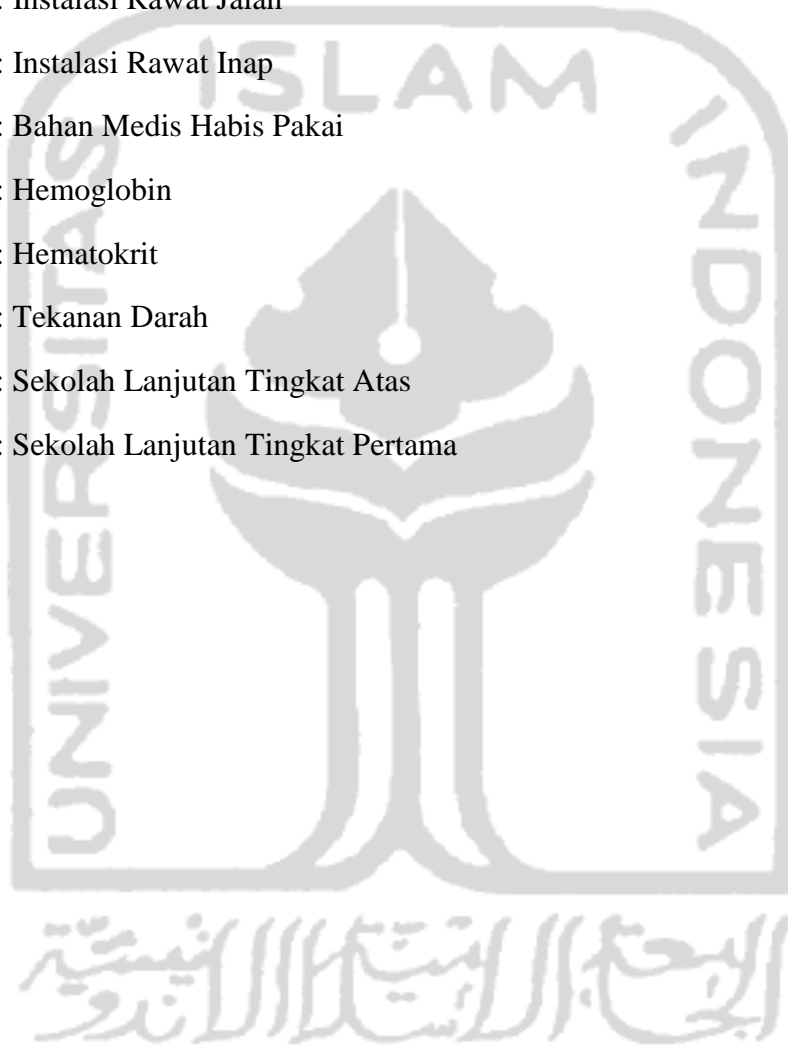 : Instalasi Rawat Jalan
: Instalasi Rawat Inap
: Bahan Medis Habis Pakai
: Hemoglobin
: Hematokrit
: Tekanan Darah
: Sekolah Lanjutan Tingkat Atas
: Sekolah Lanjutan Tingkat Pertama
UNIVERSITAS
ISLAM
INDONESIA